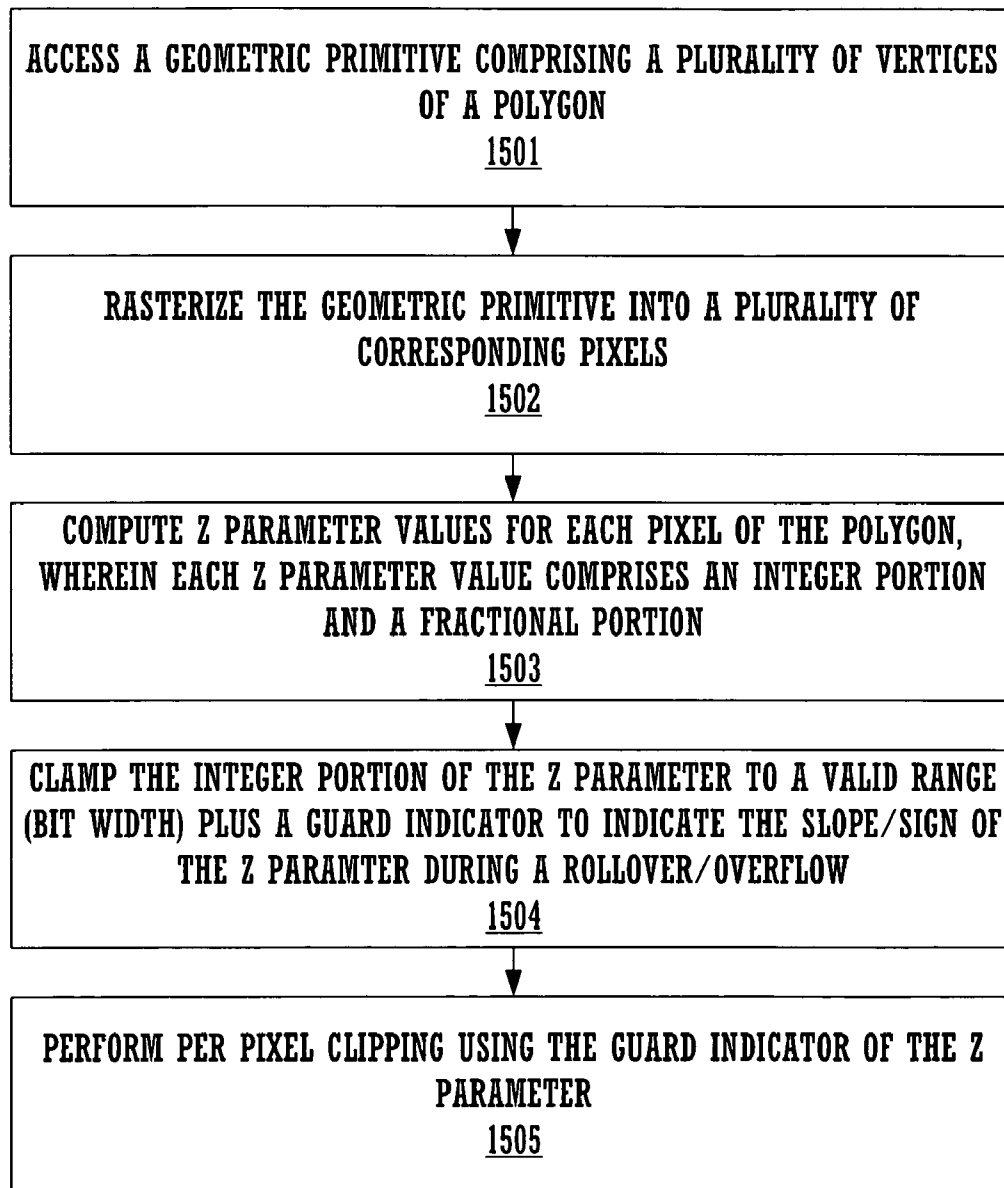 ACCESS A GEOMETRIC PRIMITIVE COMPRISING A PLURALITY OF VERTICES
OF A POLYGON
1501
RASTERIZE THE GEOMETRIC PRIMITIVE INTO A PLURALITY OF
CORRESPONDING PIXELS
1502
COMPUTE Z PARAMETER VALUES FOR EACH PIXEL OF THE POLYGON,
WHEREIN EACH Z PARAMETER VALUE COMPRISES AN INTEGER PORTION
AND A FRACTIONAL PORTION
1503
CLAMP THE INTEGER PORTION OF THE Z PARAMETER TO A VALID RANGE
(BIT WIDTH) PLUS A GUARD INDICATOR TO INDICATE THE SLOPE/SIGN OF
THE Z PARAMTER DURING A ROLLOVER/OVERFLOW
1504
PERFORM PER PIXEL CLIPPING USING THE GUARD INDICATOR OF THE Z
PARAMETER
1505